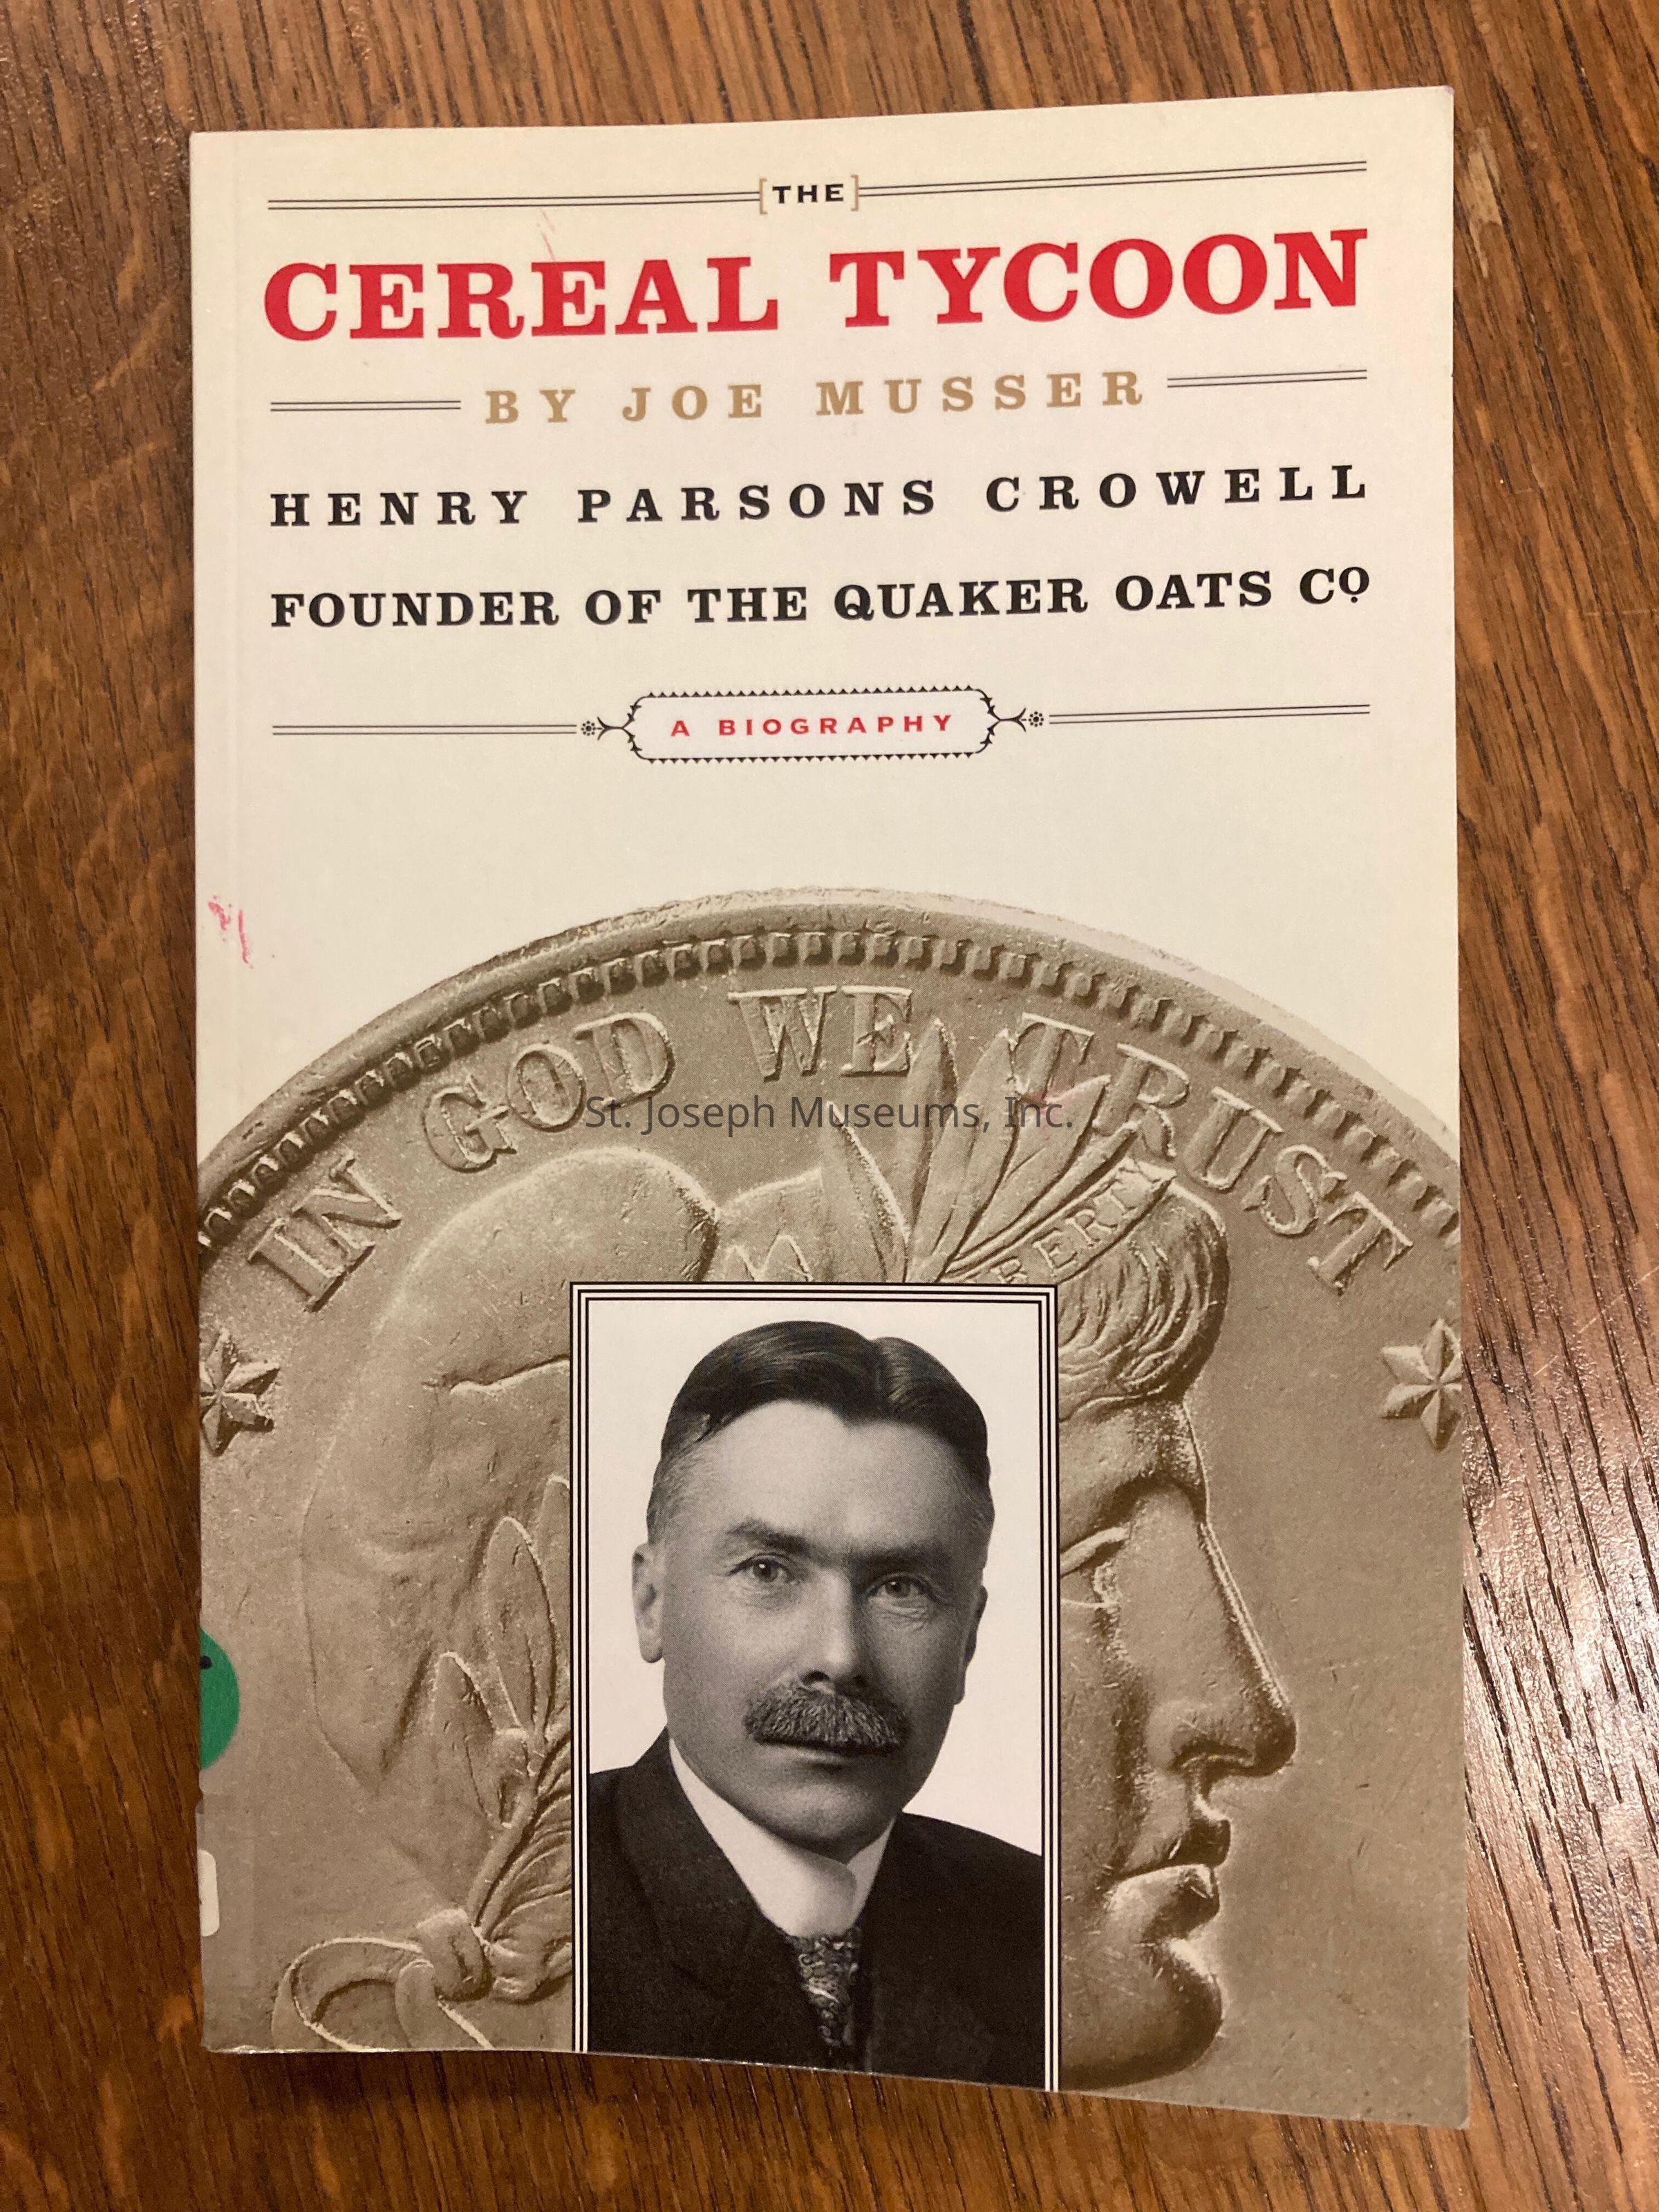 [THE]
CEREAL TYCOON
BY JOE MUSSER
HENRY PARSONS CROWELL
FOUNDER OF THE QUAKER OATS CO
A BIOGRAPHY
IN GOD WE TRUST
St. Joseph Museums, Inc.
BERTY